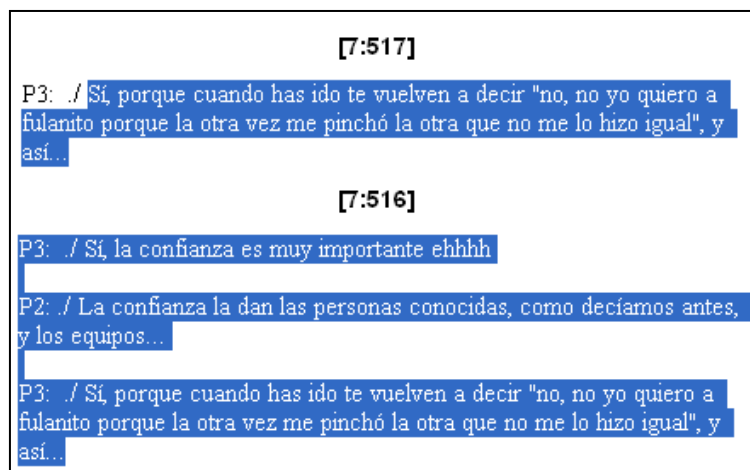 [7:517]
P3: ./ Sí, porque cuando has ido te vuelven a decir "no, no yo quiero a
fulanito porque la otra vez me pinchó la otra que no me lo hizo igual", y
así...
[7:516]
P3: ./ Sí, la confianza es muy importante ehhhh
P2: ./ La confianza la dan las personas conocidas, como decíamos antes,
y los equipos...
P3: ./ Sí, porque cuando has ido te vuelven a decir "no, no yo quiero a
fulanito porque la otra vez me pinchó la otra que no me lo hizo igual", y
así...